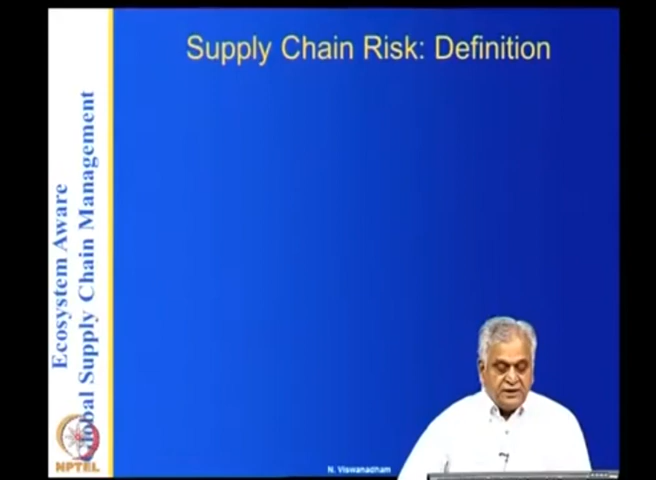 Supply Chain Risk: Definition
Ecosystem Aware
Global Supply Chain Management
NPTEL
N. Viswanadham